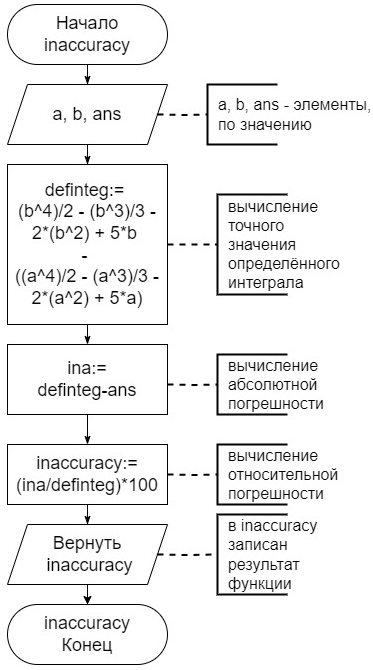 Начало
inaccuracy
a, b, ans
a, b, ans - элементы,
по значению
definteg:=
(b^4)/2 - (b^3)/3 -
2*(b^2) + 5*b
-
((a^4)/2 - (a^3)/3 -
2*(a^2) + 5*a)
вычисление
точного
значения
определённого
интеграла
ina:=
definteg-ans
вычисление
абсолютной
погрешности
inaccuracy:=
(ina/definteg)*100
вычисление
относительной
погрешности
Вернуть
inaccuracy
в inaccuracy
записан
результат
функции
inaccuracy
Конец